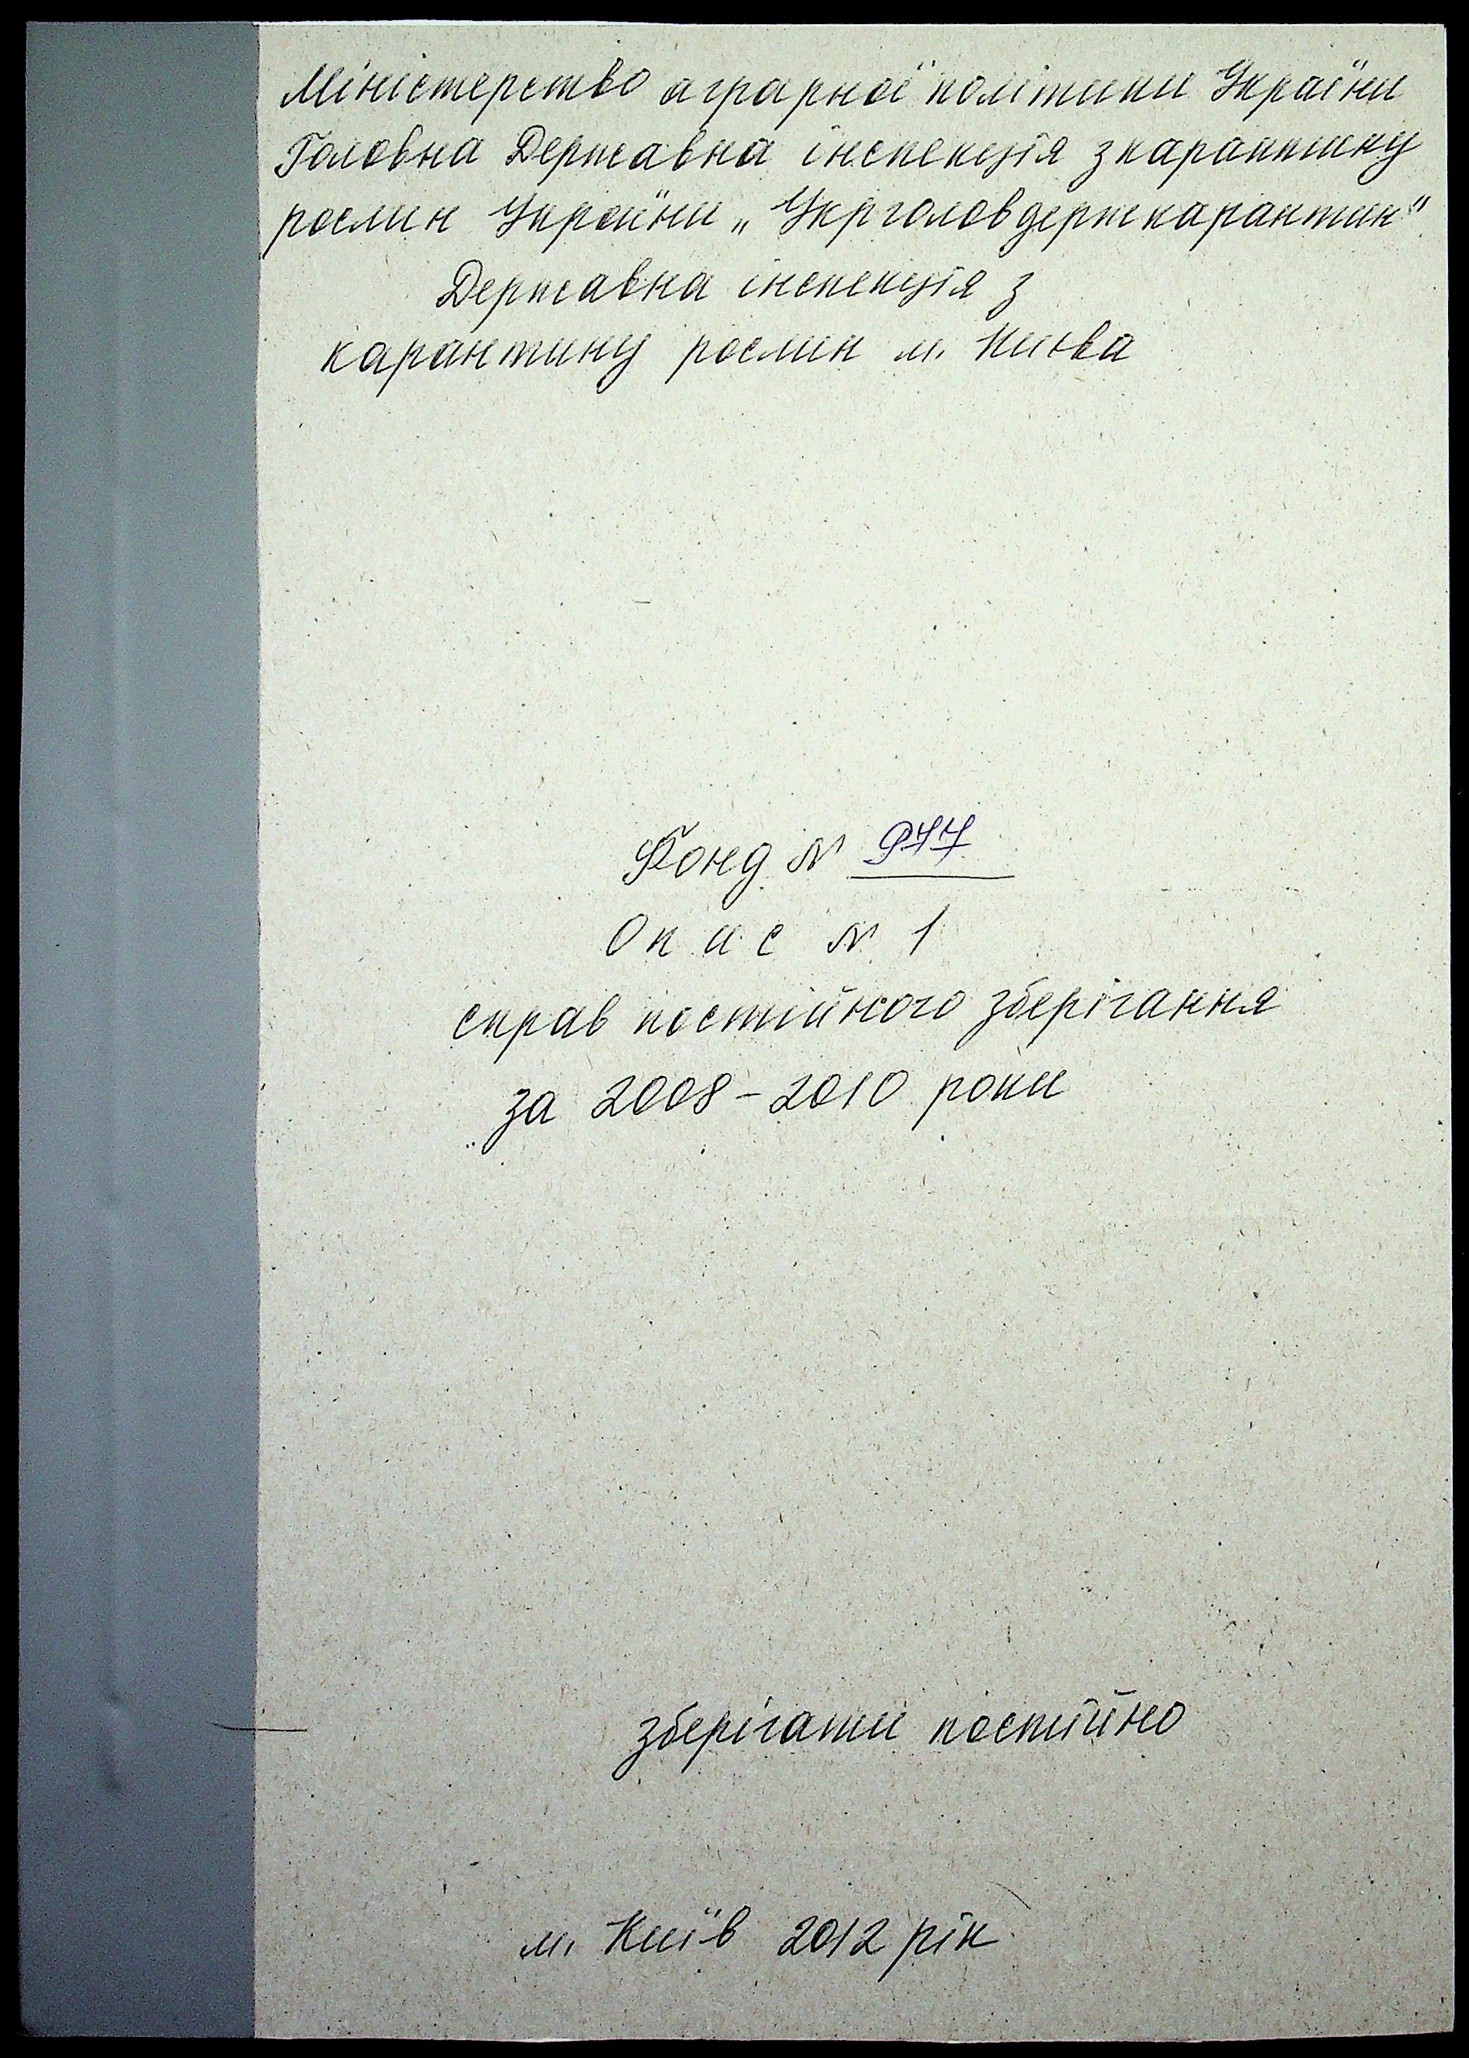 Міністерство аграрної політики України
Головна Державна інспекція з карантину
рослин України „Укрголовдержкарантин"
Державна інспекція з
карантину рослин м. Києва
Фонд №
Опис № 1
справ постійного зберігання
за 2008-2010 роки
зберігати постійно
м. Київ 2012 рік